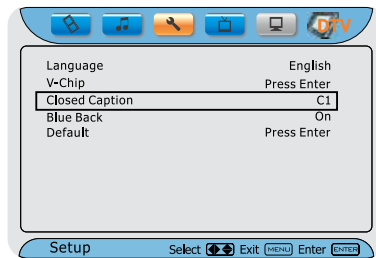 DTV
Language English
V-Chip Press Enter
Closed Caption C1
Blue Back On
Default Press Enter
Setup Select Exit MENU Enter ENTER